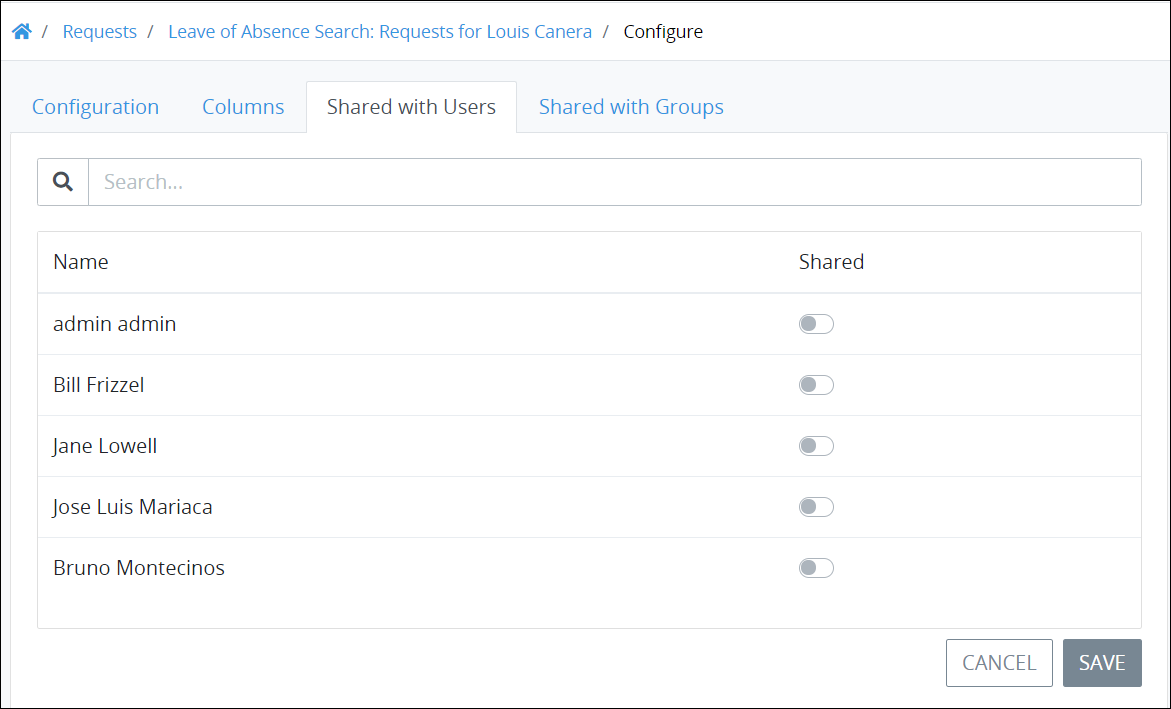 / Requests / Leave of Absence Search: Requests for Louis Canera / Configure
Configuration Columns Shared with Users Shared with Groups
Search...
Name Shared
admin admin
Bill Frizzel
Jane Lowell
Jose Luis Mariaca
Bruno Montecinos
CANCEL SAVE